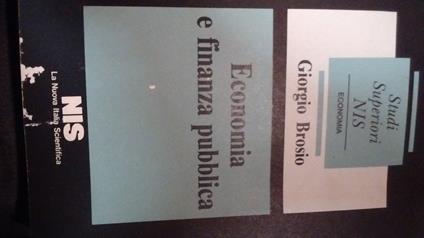 Studi
Superiori
NIS
ECONOMIA
Giorgio Brosio
Economia
e finanza pubblica
NIS
La Nuova Italia Scientifica